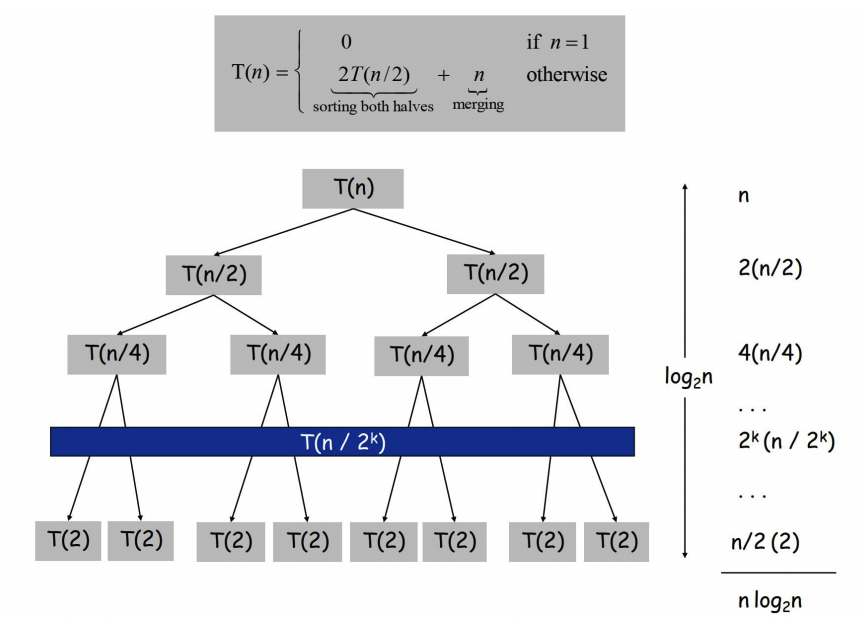 0 if n = 1
T(n) = { 2T(n/2) + n otherwise
sorting both halves merging
T(n) n
T(n/2) T(n/2) 2(n/2)
T(n/4) T(n/4) T(n/4) T(n/4) 4(n/4)
log₂n
. . .
T(n / 2ᵏ) 2ᵏ (n / 2ᵏ)
. . .
T(2) T(2) T(2) T(2) T(2) T(2) T(2) T(2) n/2 (2)
n log₂n